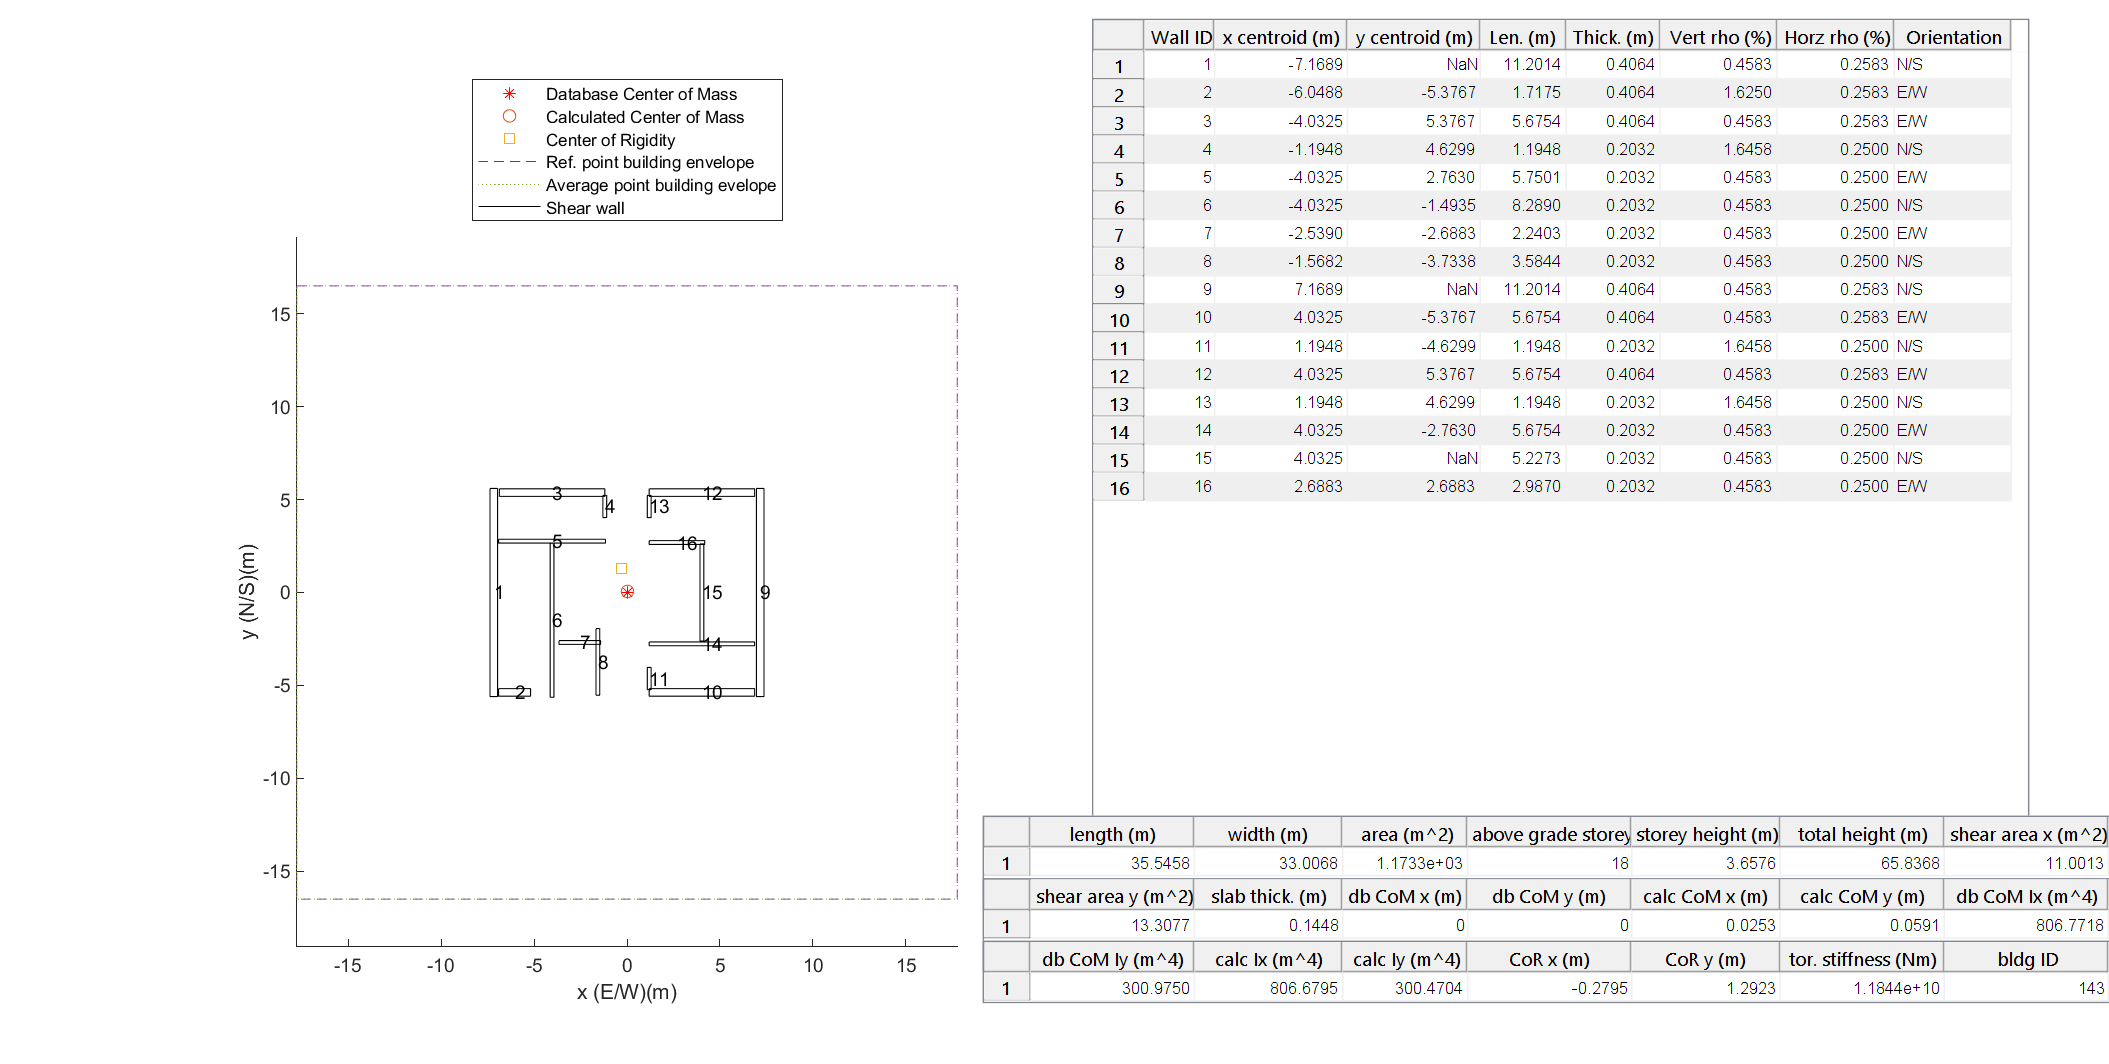 Database Center of Mass
Calculated Center of Mass
Center of Rigidity
Ref. point building envelope
Average point building evelope
Shear wall
15
10
5
0
-5
-10
-15
y (N/S)(m)
3
4
13
12
5
16
1
6
15
9
7
8
14
2
11
10
-15 -10 -5 0 5 10 15
x (E/W)(m)
Wall ID x centroid (m) y centroid (m) Len. (m) Thick. (m) Vert rho (%) Horz rho (%) Orientation
1 1 -7.1689 NaN 11.2014 0.4064 0.4583 0.2583 N/S
2 2 -6.0488 -5.3767 1.7175 0.4064 1.6250 0.2583 E/W
3 3 -4.0325 5.3767 5.6754 0.4064 0.4583 0.2583 E/W
4 4 -1.1948 4.6299 1.1948 0.2032 1.6458 0.2500 N/S
5 5 -4.0325 2.7630 5.7501 0.2032 0.4583 0.2500 E/W
6 6 -4.0325 -1.4935 8.2890 0.2032 0.4583 0.2500 N/S
7 7 -2.5390 -2.6883 2.2403 0.2032 0.4583 0.2500 E/W
8 8 -1.5682 -3.7338 3.5844 0.2032 0.4583 0.2500 N/S
9 9 7.1689 NaN 11.2014 0.4064 0.4583 0.2583 N/S
10 10 4.0325 -5.3767 5.6754 0.4064 0.4583 0.2583 E/W
11 11 1.1948 -4.6299 1.1948 0.2032 1.6458 0.2500 N/S
12 12 4.0325 5.3767 5.6754 0.4064 0.4583 0.2583 E/W
13 13 1.1948 4.6299 1.1948 0.2032 1.6458 0.2500 N/S
14 14 4.0325 -2.7630 5.6754 0.2032 0.4583 0.2500 E/W
15 15 4.0325 NaN 5.2273 0.2032 0.4583 0.2500 N/S
16 16 2.6883 2.6883 2.9870 0.2032 0.4583 0.2500 E/W
length (m) width (m) area (m^2) above grade storey storey height (m) total height (m) shear area x (m^2)
1 35.5458 33.0068 1.1733e+03 18 3.6576 65.8368 11.0013
shear area y (m^2) slab thick. (m) db CoM x (m) db CoM y (m) calc CoM x (m) calc CoM y (m) db CoM Ix (m^4)
1 13.3077 0.1448 0 0 0.0253 0.0591 806.7718
db CoM Iy (m^4) calc Ix (m^4) calc Iy (m^4) CoR x (m) CoR y (m) tor. stiffness (Nm) bldg ID
1 300.9750 806.6795 300.4704 -0.2795 1.2923 1.1844e+10 143